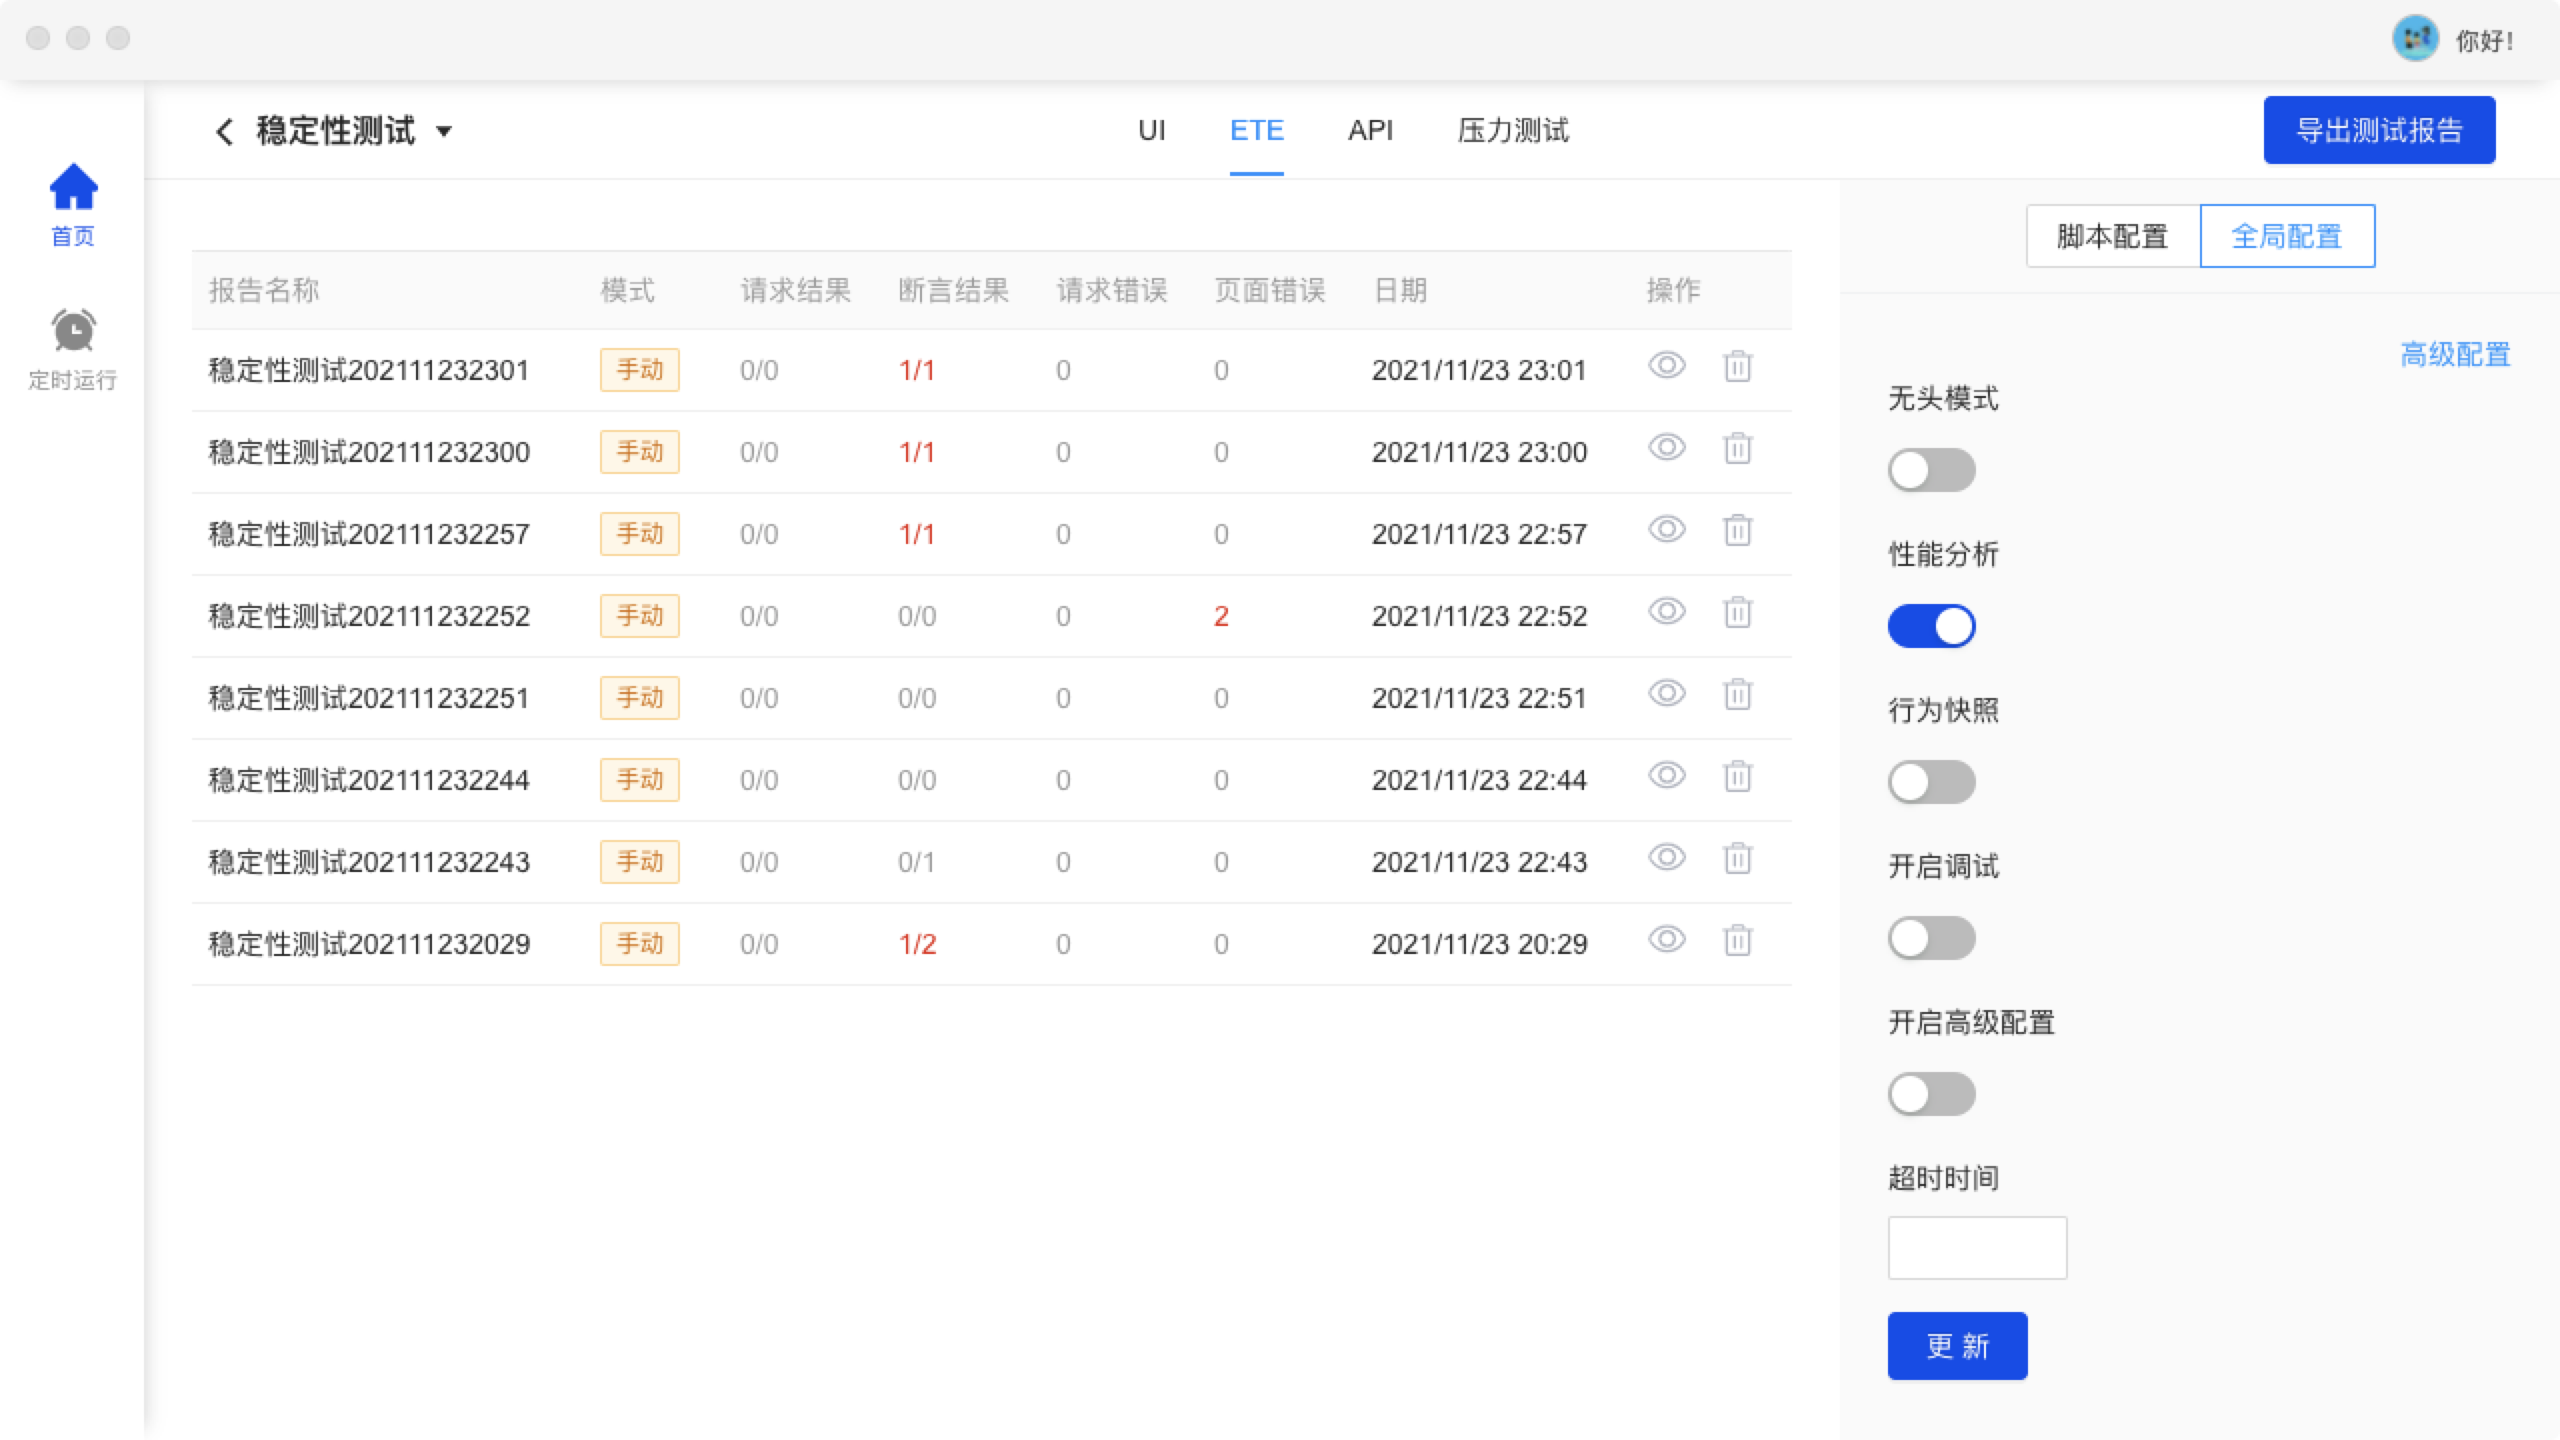 你好！
稳定性测试
UI ETE API 压力测试
导出测试报告
首页
定时运行
脚本配置 全局配置
报告名称 模式 请求结果 断言结果 请求错误 页面错误 日期 操作
稳定性测试202111232301 手动 0/0 1/1 0 0 2021/11/23 23:01
稳定性测试202111232300 手动 0/0 1/1 0 0 2021/11/23 23:00
稳定性测试202111232257 手动 0/0 1/1 0 0 2021/11/23 22:57
稳定性测试202111232252 手动 0/0 0/0 0 2 2021/11/23 22:52
稳定性测试202111232251 手动 0/0 0/0 0 0 2021/11/23 22:51
稳定性测试202111232244 手动 0/0 0/0 0 0 2021/11/23 22:44
稳定性测试202111232243 手动 0/0 0/1 0 0 2021/11/23 22:43
稳定性测试202111232029 手动 0/0 1/2 0 0 2021/11/23 20:29
高级配置
无头模式
性能分析
行为快照
开启调试
开启高级配置
超时时间
更 新